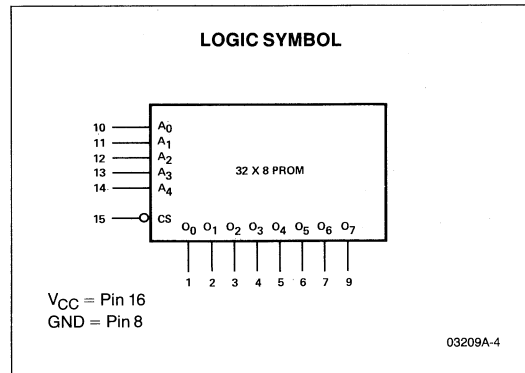 LOGIC SYMBOL
10 A0
11 A1
12 A2
13 A3
14 A4
32 X 8 PROM
15 CS
O0 O1 O2 O3 O4 O5 O6 O7
1 2 3 4 5 6 7 9
VCC = Pin 16
GND = Pin 8
03209A-4